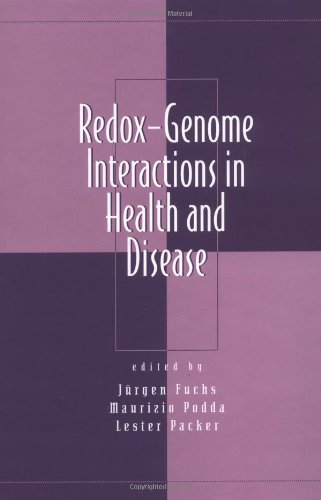 Redox–Genome
Interactions in
Health and
Disease
edited by
Jürgen Fuchs
Maurizio Podda
Lester Packer